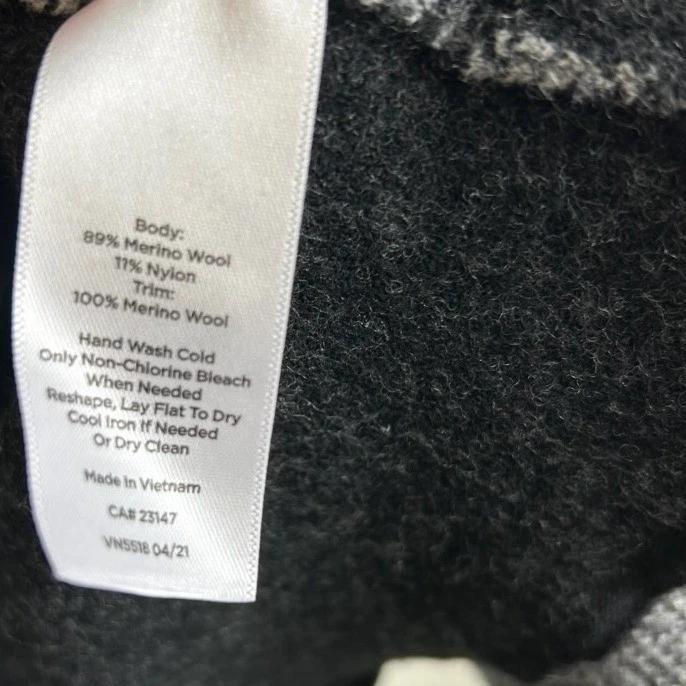 Body:
89% Merino Wool
11% Nylon
Trim:
100% Merino Wool
Hand Wash Cold
Only Non-Chlorine Bleach
When Needed
Reshape, Lay Flat To Dry
Cool Iron If Needed
Or Dry Clean
Made In Vietnam
CA# 23147
VN5518 04/21